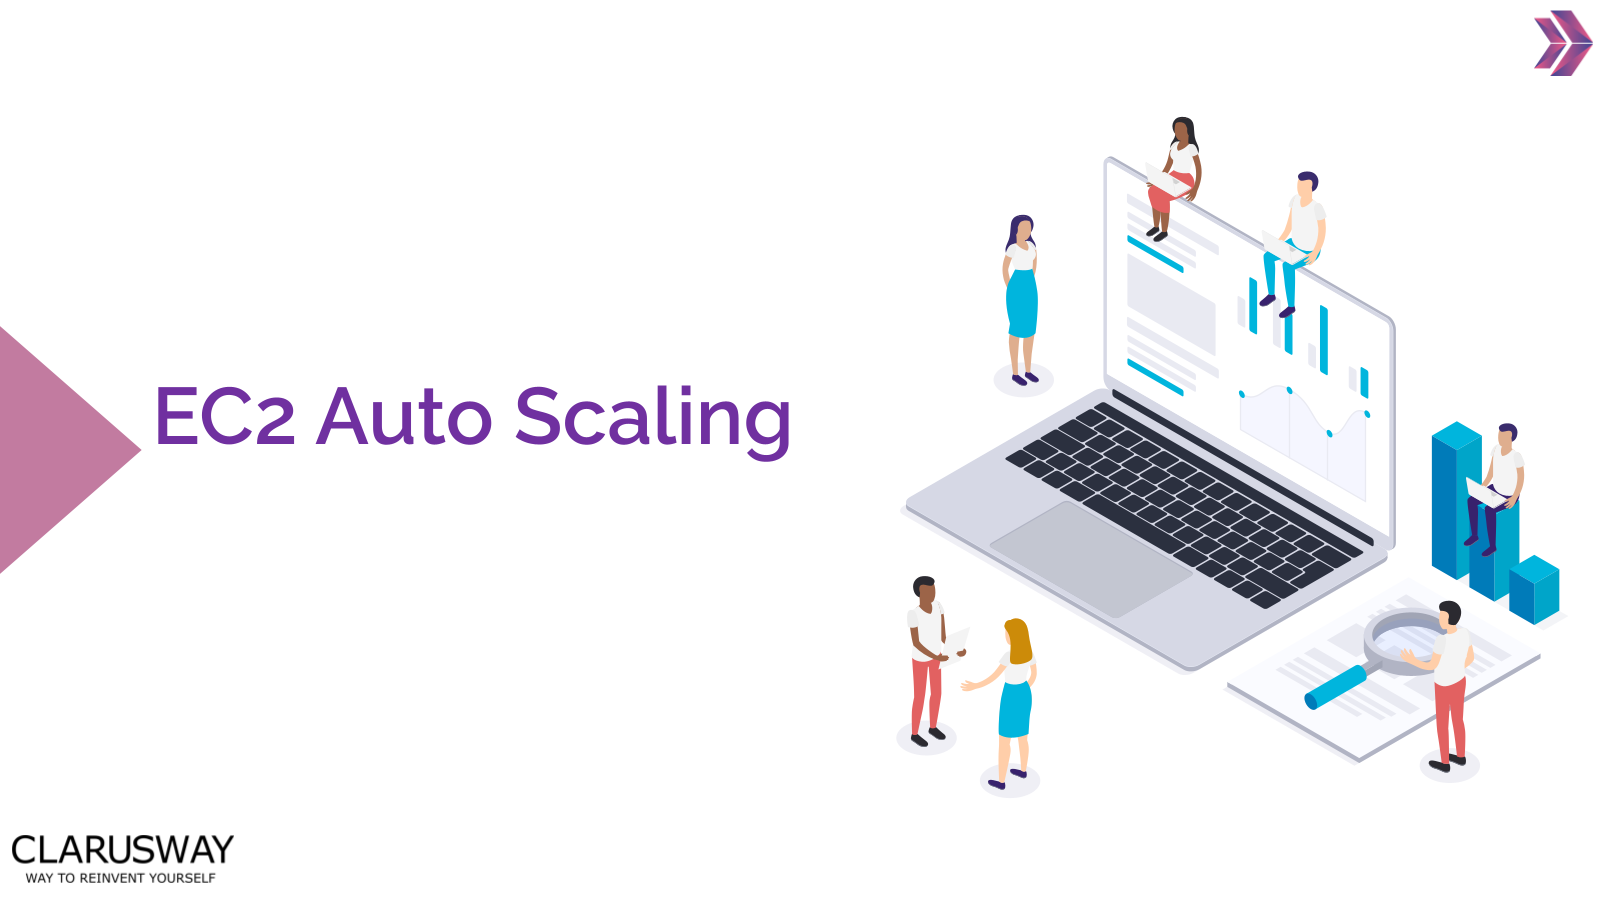 EC2 Auto Scaling
CLARUSWAY
WAY TO REINVENT YOURSELF